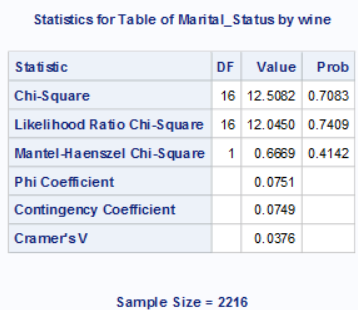 Statistics for Table of Marital_Status by wine
Statistic DF Value Prob
Chi-Square 16 12.5082 0.7083
Likelihood Ratio Chi-Square 16 12.0450 0.7409
Mantel-Haenszel Chi-Square 1 0.6669 0.4142
Phi Coefficient 0.0751
Contingency Coefficient 0.0749
Cramer's V 0.0376
Sample Size = 2216